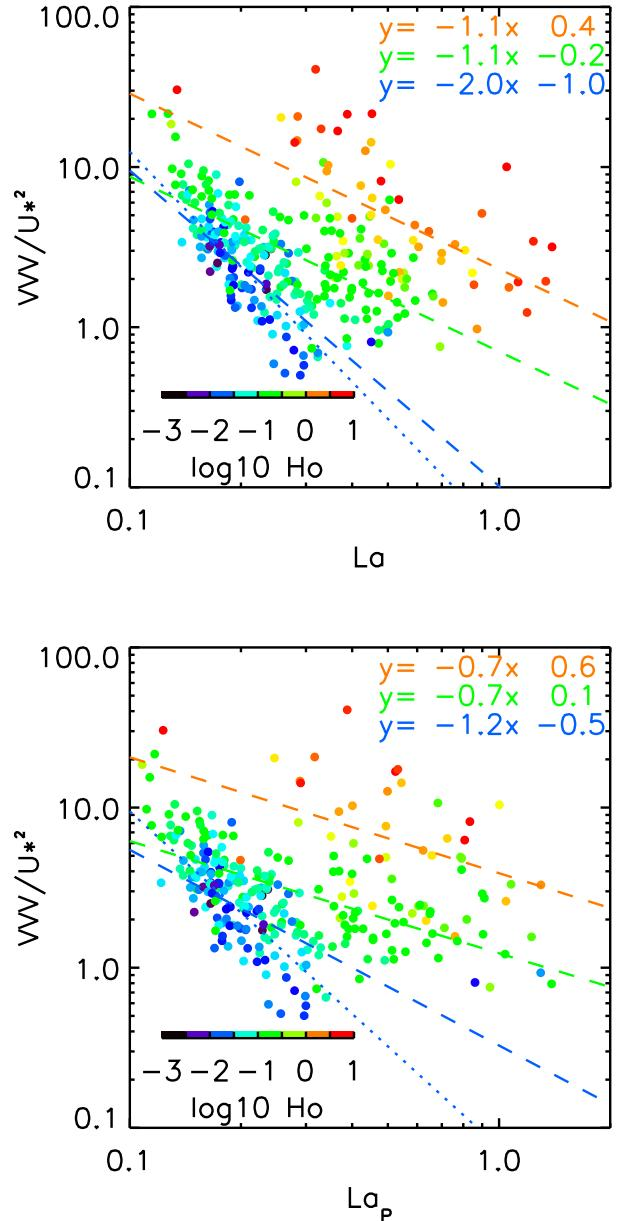 100.0
y= −1.1x 0.4
y= −1.1x −0.2
y= −2.0x −1.0
10.0
VVV/U*²
1.0
−3 −2 −1 0 1
log10 Ho
0.1
0.1 1.0
La
100.0
y= −0.7x 0.6
y= −0.7x 0.1
y= −1.2x −0.5
10.0
VVV/U*²
1.0
−3 −2 −1 0 1
log10 Ho
0.1
0.1 1.0
La_P